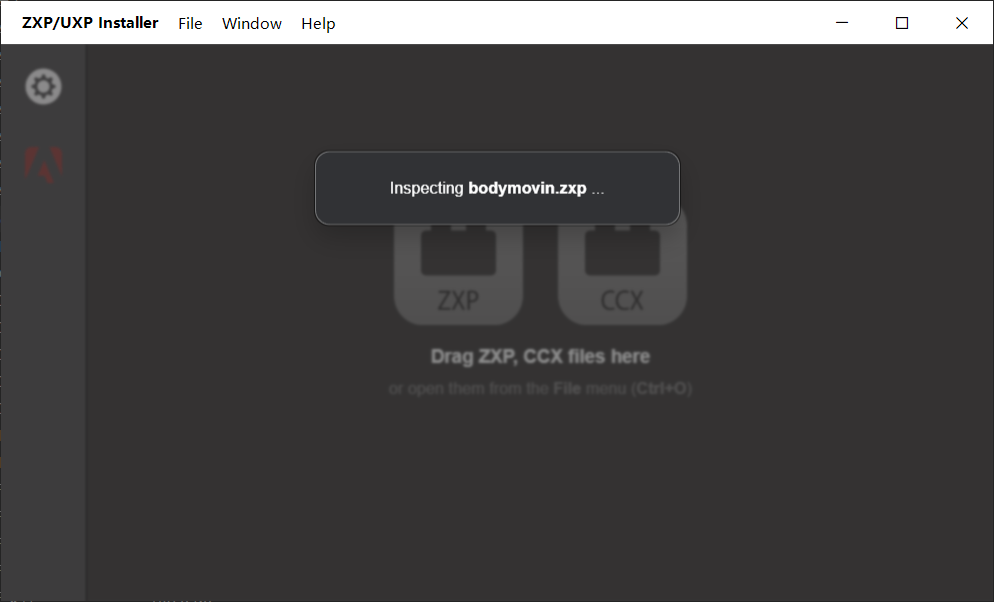 ZXP/UXP Installer File Window Help
Inspecting bodymovin.zxp ...
ZXP CCX
Drag ZXP, CCX files here
or open them from the File menu (Ctrl+O)